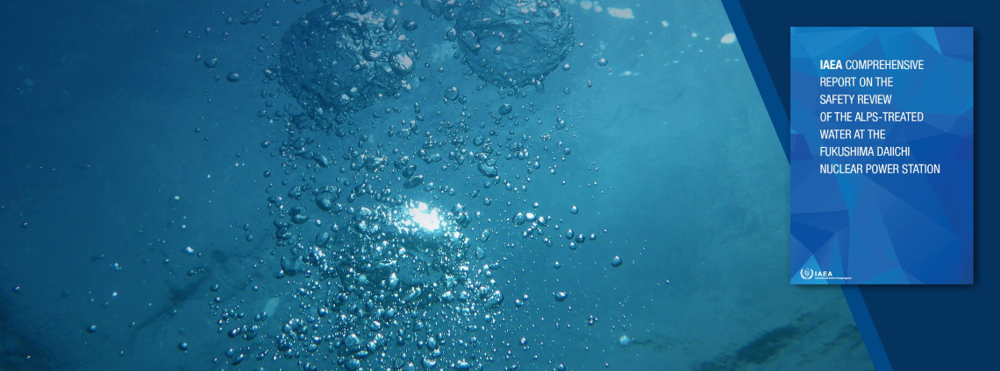 IAEA COMPREHENSIVE
REPORT ON THE
SAFETY REVIEW
OF THE ALPS-TREATED
WATER AT THE
FUKUSHIMA DAIICHI
NUCLEAR POWER STATION
IAEA